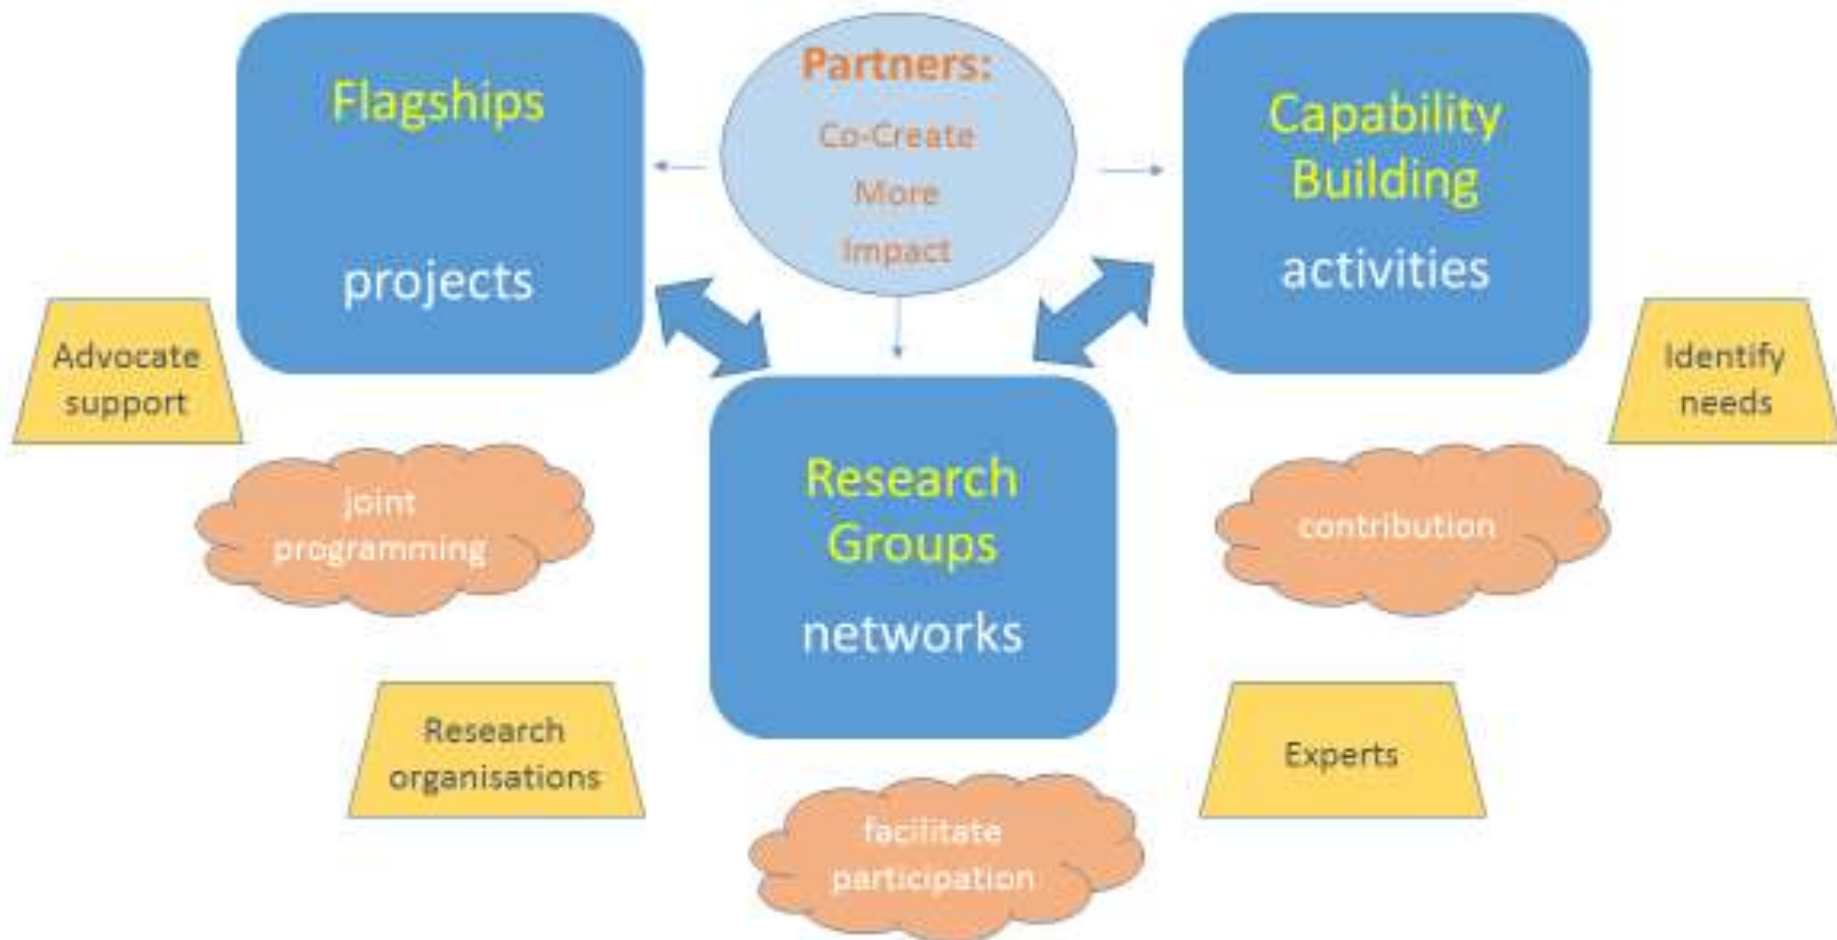 Flagships
projects
Partners:
Co-Create
More
Impact
Capability
Building
activities
Advocate
support
Identify
needs
Research
Groups
networks
joint
programming
contribution
Research
organisations
Experts
facilitate
participation